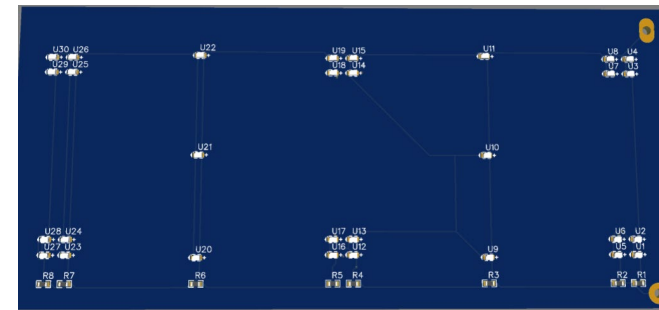 U30 U26 U22 U19 U15 U11 U8 U4
U29 U25 U18 U14 U7 U3
U21 U10
U28 U24 U17 U13 U6 U2
U27 U23 U20 U16 U12 U9 U5 U1
R8 R7 R6 R5 R4 R3 R2 R1